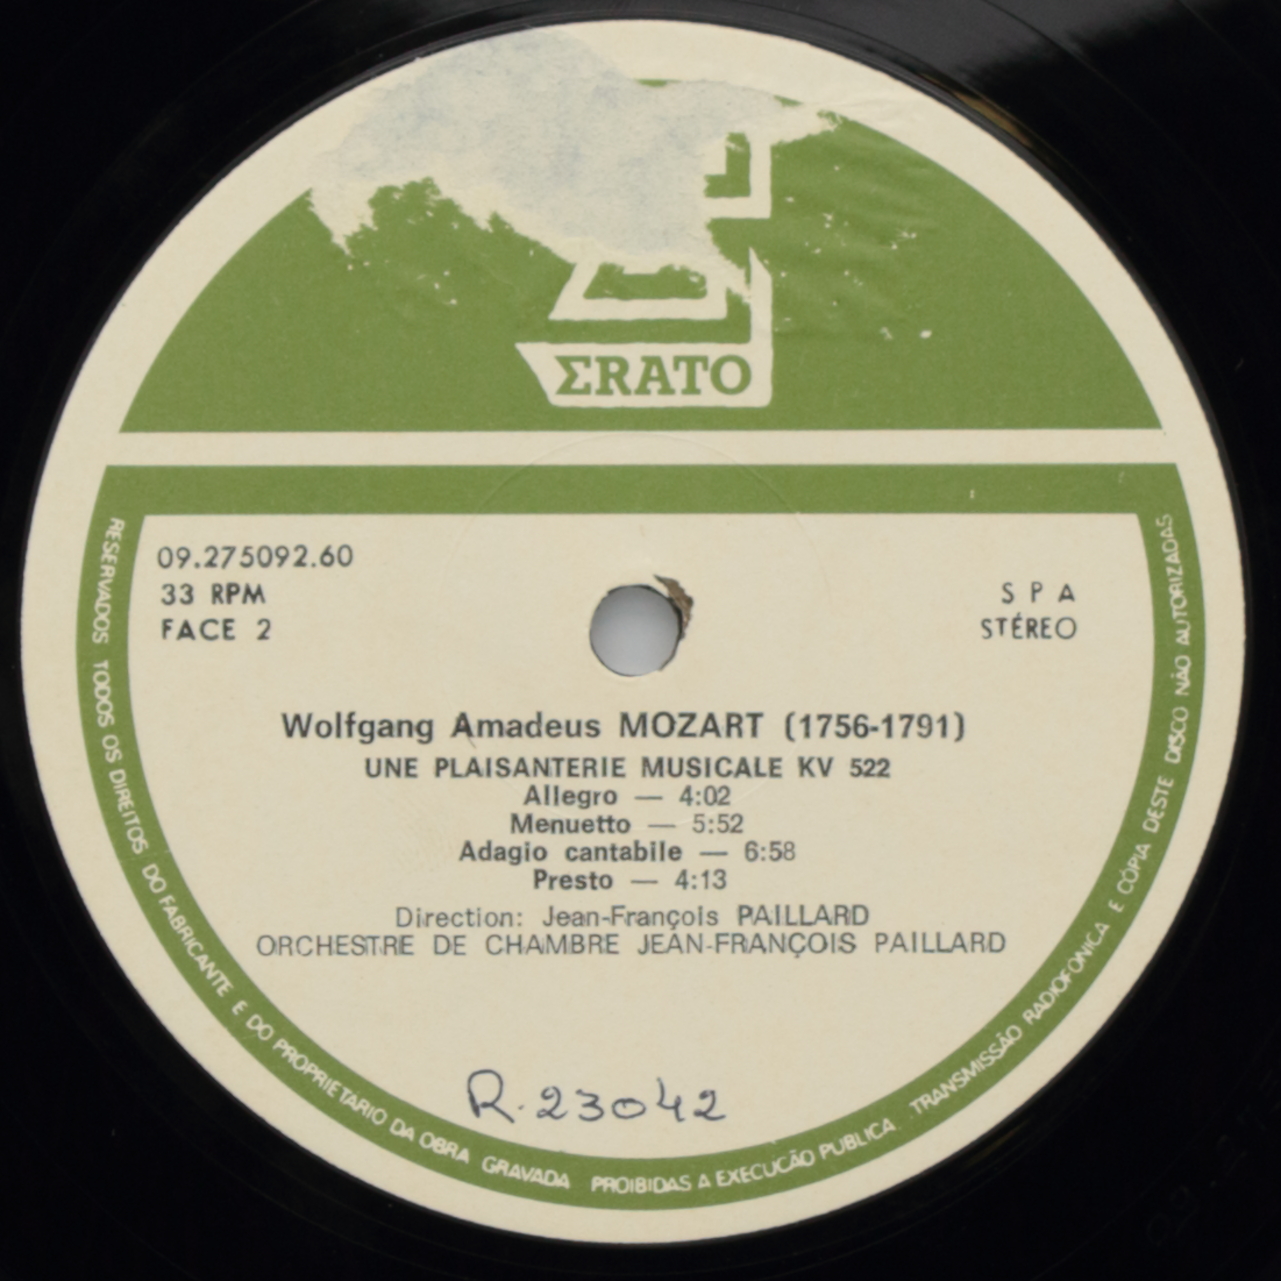 ΣRATO
09.275092.60
33 RPM
FACE 2
S P A
STÉREO
Wolfgang Amadeus MOZART (1756-1791)
UNE PLAISANTERIE MUSICALE KV 522
Allegro — 4:02
Menuetto — 5:52
Adagio cantabile — 6:58
Presto — 4:13
Direction: Jean-François PAILLARD
ORCHESTRE DE CHAMBRE JEAN-FRANÇOIS PAILLARD
R.23042
RESERVADOS TODOS OS DIREITOS DO FABRICANTE E DO PROPRIETARIO DA OBRA GRAVADA PROIBIDAS A EXECUÇÃO PUBLICA TRANSMISSÃO RADIOFONICA E CÓPIA DESTE DISCO NÃO AUTORIZADAS